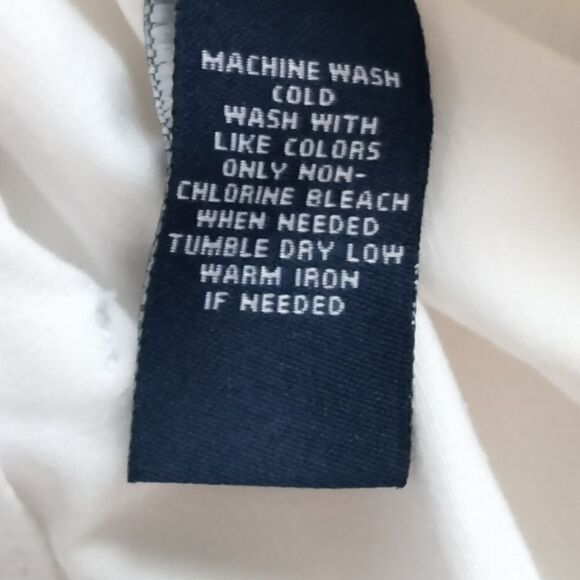 MACHINE WASH
COLD
WASH WITH
LIKE COLORS
ONLY NON-
CHLORINE BLEACH
WHEN NEEDED
TUMBLE DRY LOW
WARM IRON
IF NEEDED